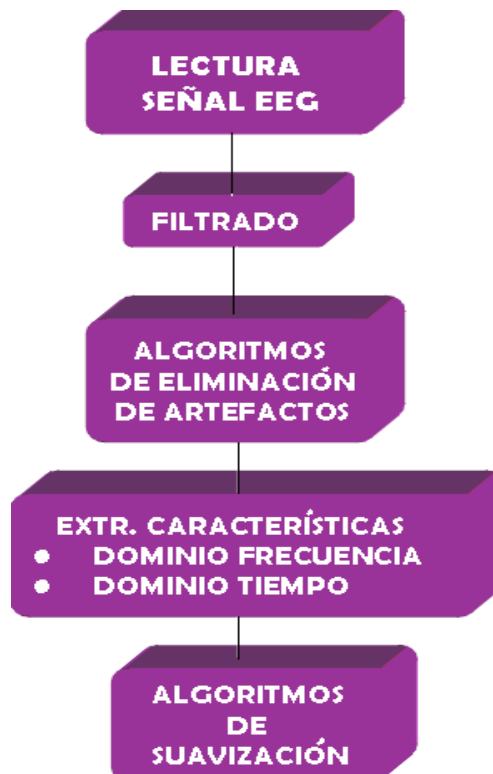 LECTURA
SEÑAL EEG
FILTRADO
ALGORITMOS
DE ELIMINACIÓN
DE ARTEFACTOS
EXTR. CARACTERÍSTICAS
● DOMINIO FRECUENCIA
● DOMINIO TIEMPO
ALGORITMOS
DE
SUAVIZACIÓN